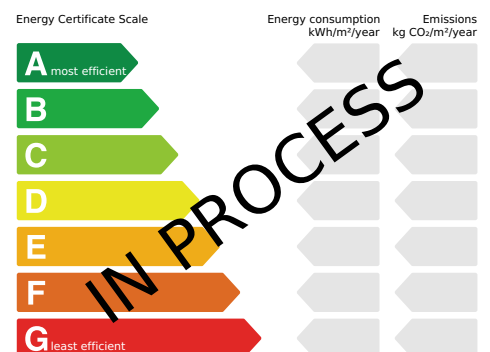 Energy Certificate Scale
Energy consumption
kWh/m²/year
Emissions
kg CO₂/m²/year
A most efficient
B
C
D
E
F
G least efficient
IN PROCESS